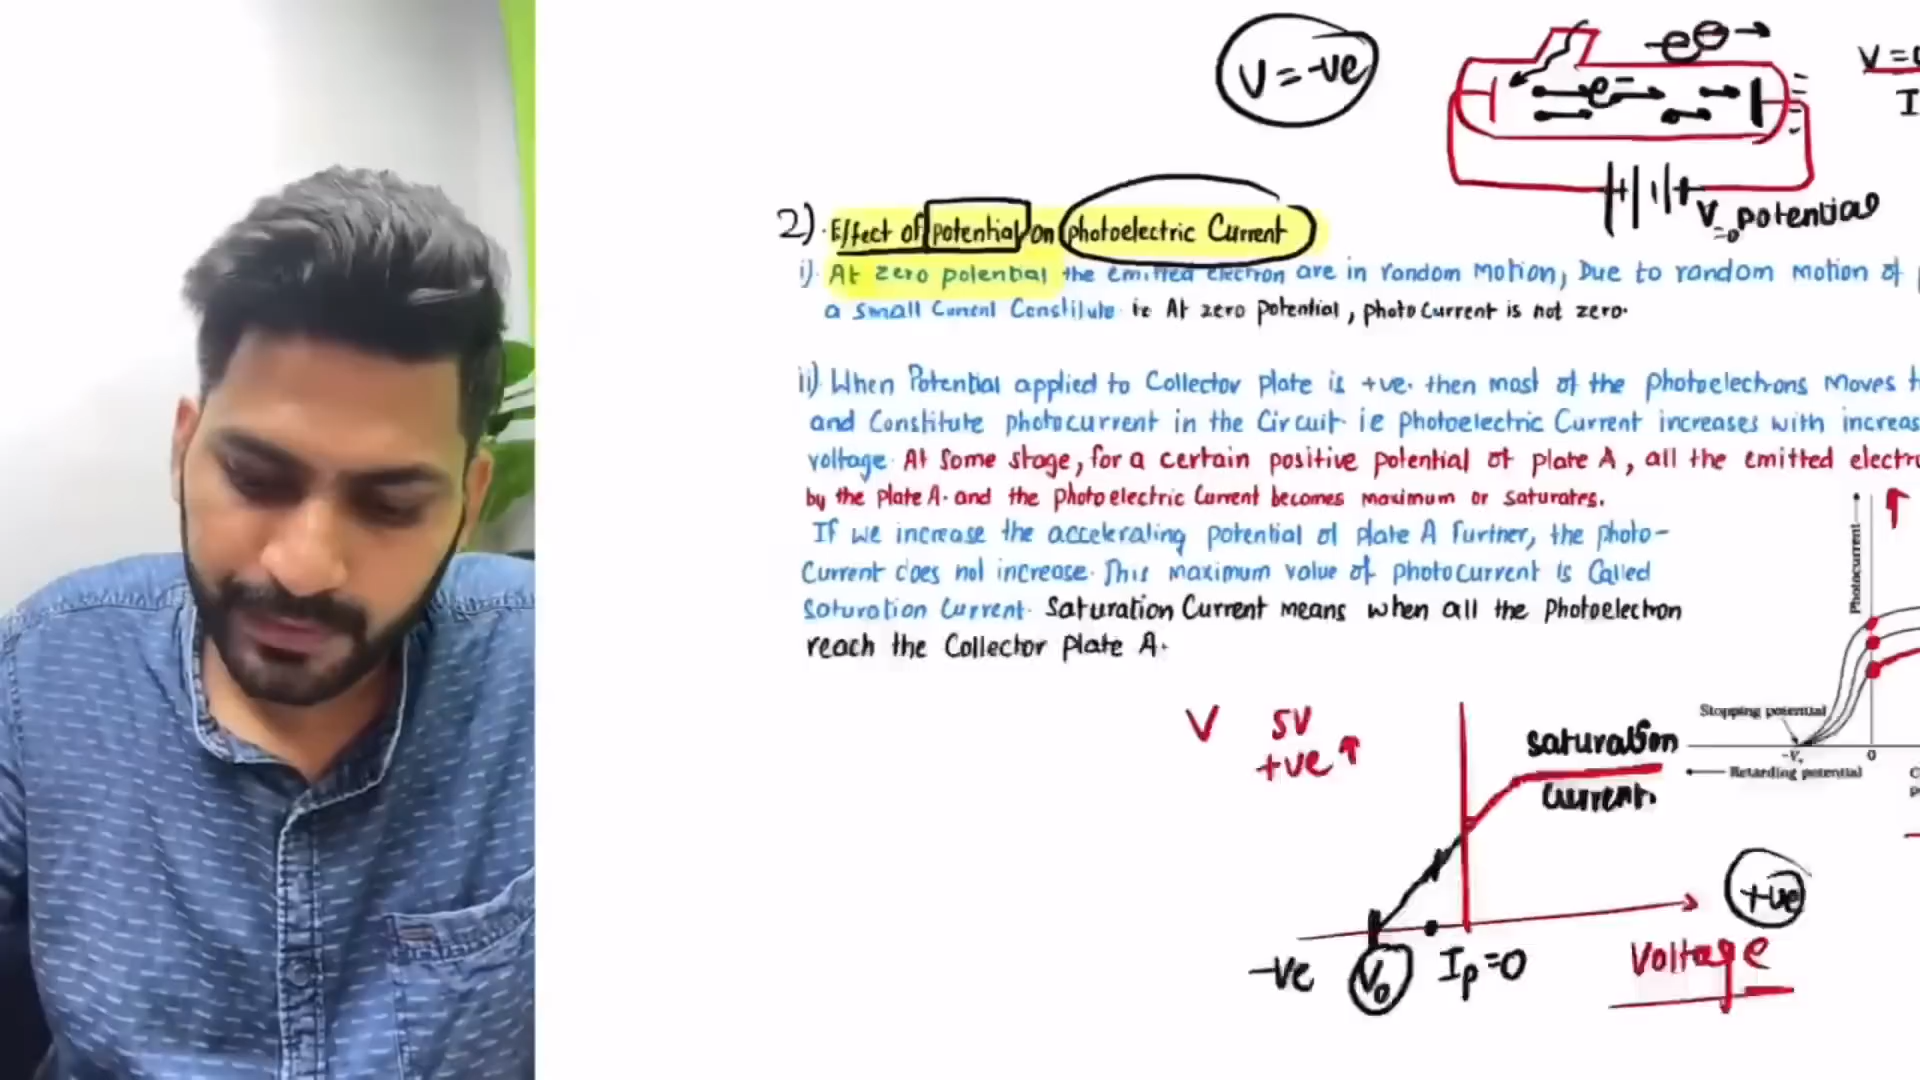 V = -ve
-e e →
V =
I
e-
V=0 potential
2). Effect of potential on photoelectric Current
i). At zero potential the emitted electron are in random Motion, Due to random motion of
a small Current Constitute ie At zero Potential, photo Current is not zero.
ii) When Potential applied to Collector plate is +ve. then most of the photoelectrons Moves
and Constitute photocurrent in the Circuit. ie Photoelectric Current increases with increas
voltage. At Some stage, for a certain positive potential of plate A, all the emitted electr
by the plate A. and the photoelectric Current becomes maximum or saturates.
If we increase the accelerating potential of plate A Further, the photo-
Current does not increase. This maximum value of photocurrent is Called
Saturation Current. Saturation Current means when all the Photoelectron
reach the Collector plate A.
Photocurrent
Stopping potential
0
Retarding potential
V 5V
+ve ↑
saturation
Current.
+ve
Voltage
-ve V₀ Ip=0